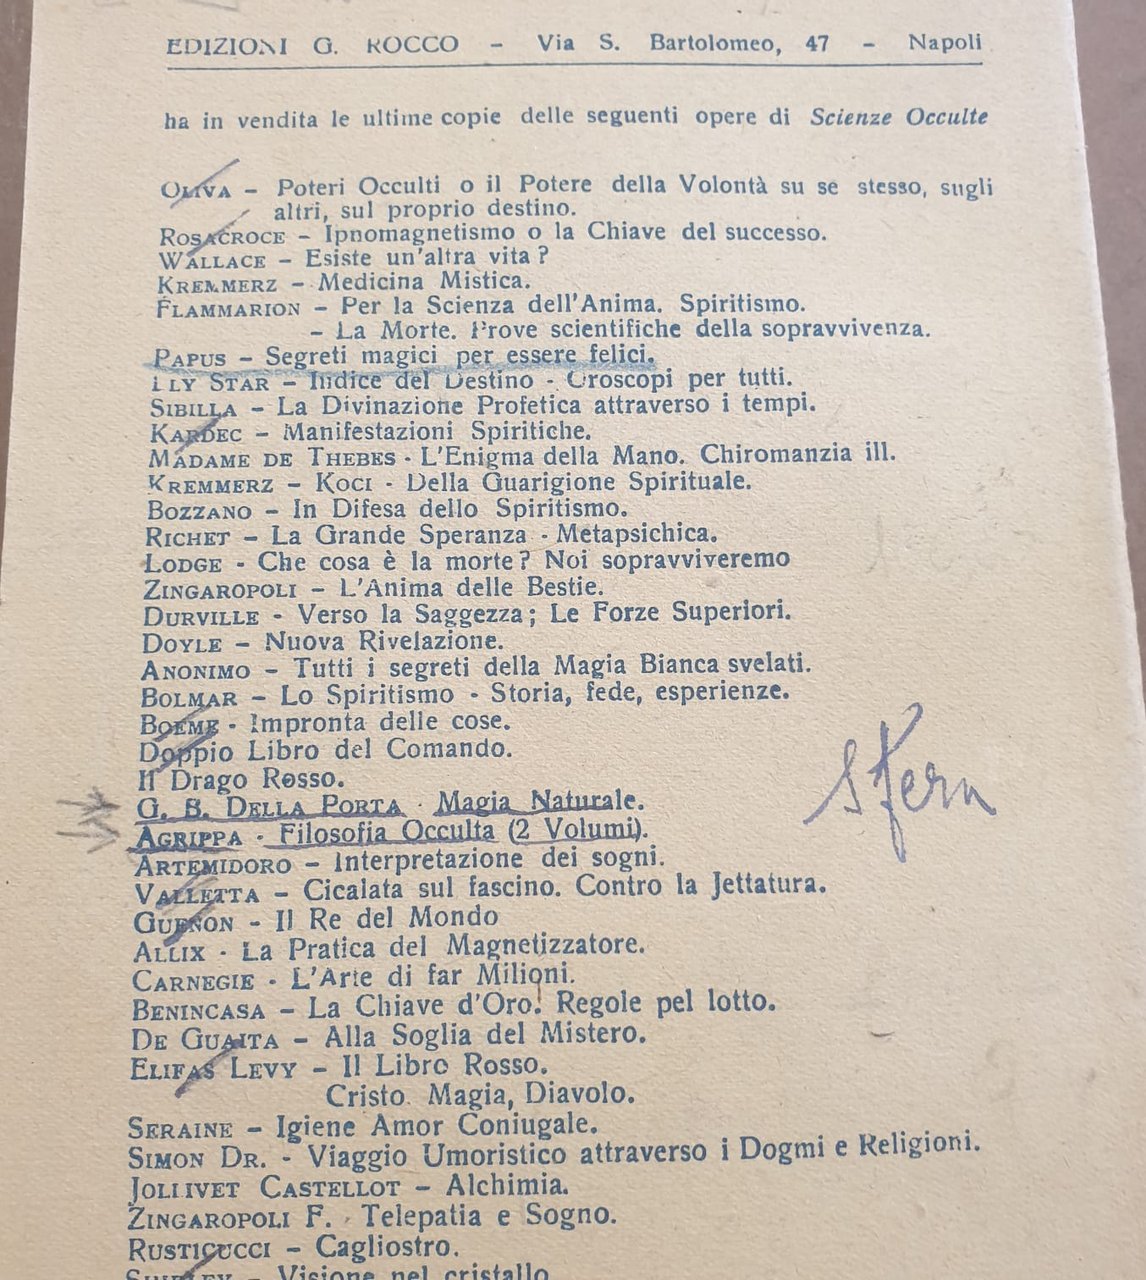 EDIZIONI G. ROCCO – Via S. Bartolomeo, 47 – Napoli
ha in vendita le ultime copie delle seguenti opere di Scienze Occulte
OLIVA – Poteri Occulti o il Potere della Volontà su se stesso, sugli
altri, sul proprio destino.
ROSACROCE – Ipnomagnetismo o la Chiave del successo.
WALLACE – Esiste un'altra vita?
KREMMERZ – Medicina Mistica.
FLAMMARION – Per la Scienza dell'Anima. Spiritismo.
– La Morte. Prove scientifiche della sopravvivenza.
PAPUS – Segreti magici per essere felici.
ELY STAR – Indice del Destino - Oroscopi per tutti.
SIBILLA – La Divinazione Profetica attraverso i tempi.
KARDEC – Manifestazioni Spiritiche.
MADAME DE THEBES - L'Enigma della Mano. Chiromanzia ill.
KREMMERZ – KOCI - Della Guarigione Spirituale.
BOZZANO – In Difesa dello Spiritismo.
RICHET – La Grande Speranza - Metapsichica.
LODGE - Che cosa è la morte? Noi sopravviveremo
ZINGAROPOLI – L'Anima delle Bestie.
DURVILLE - Verso la Saggezza; Le Forze Superiori.
DOYLE – Nuova Rivelazione.
ANONIMO – Tutti i segreti della Magia Bianca svelati.
BOLMAR – Lo Spiritismo - Storia, fede, esperienze.
BOEME - Impronta delle cose.
Doppio Libro del Comando.
Il Drago Rosso.
G. B. DELLA PORTA - Magia Naturale.
AGRIPPA - Filosofia Occulta (2 Volumi).
ARTEMIDORO – Interpretazione dei sogni.
VALLETTA – Cicalata sul fascino. Contro la Jettatura.
GUENON - Il Re del Mondo
ALLIX - La Pratica del Magnetizzatore.
CARNEGIE - L'Arte di far Milioni.
BENINCASA – La Chiave d'Oro. Regole pel lotto.
DE GUAITA – Alla Soglia del Mistero.
ELIFAS LEVY – Il Libro Rosso.
Cristo. Magia, Diavolo.
SERAINE – Igiene Amor Coniugale.
SIMON DR. - Viaggio Umoristico attraverso i Dogmi e Religioni.
JOLLIVET CASTELLOT – Alchimia.
ZINGAROPOLI F. - Telepatia e Sogno.
RUSTICUCCI – Cagliostro.
– Visione nel cristallo